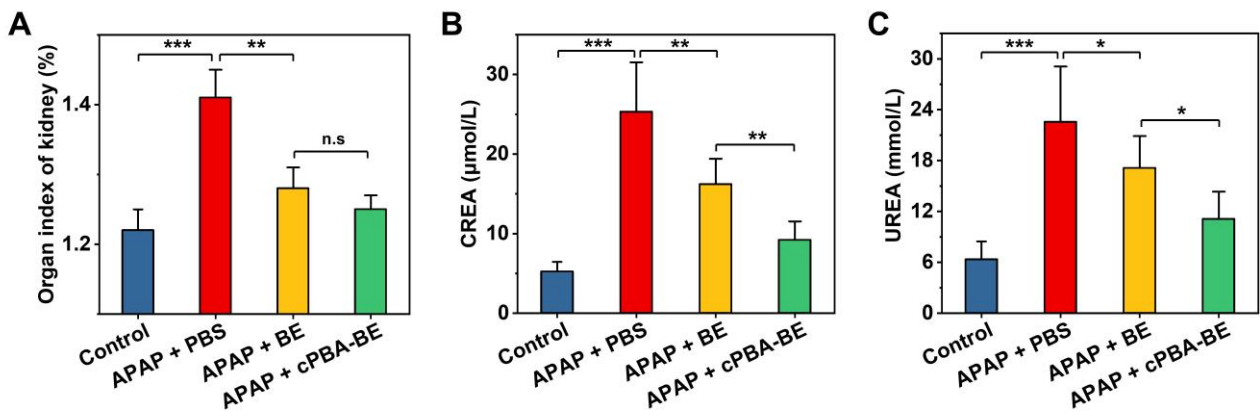 A
Organ index of kidney (%)
1.4
1.2
***
**
n.s
Control
APAP + PBS
APAP + BE
APAP + cPBA-BE
B
CREA (μmol/L)
30
20
10
0
***
**
**
Control
APAP + PBS
APAP + BE
APAP + cPBA-BE
C
UREA (mmol/L)
30
24
18
12
6
0
***
*
*
Control
APAP + PBS
APAP + BE
APAP + cPBA-BE